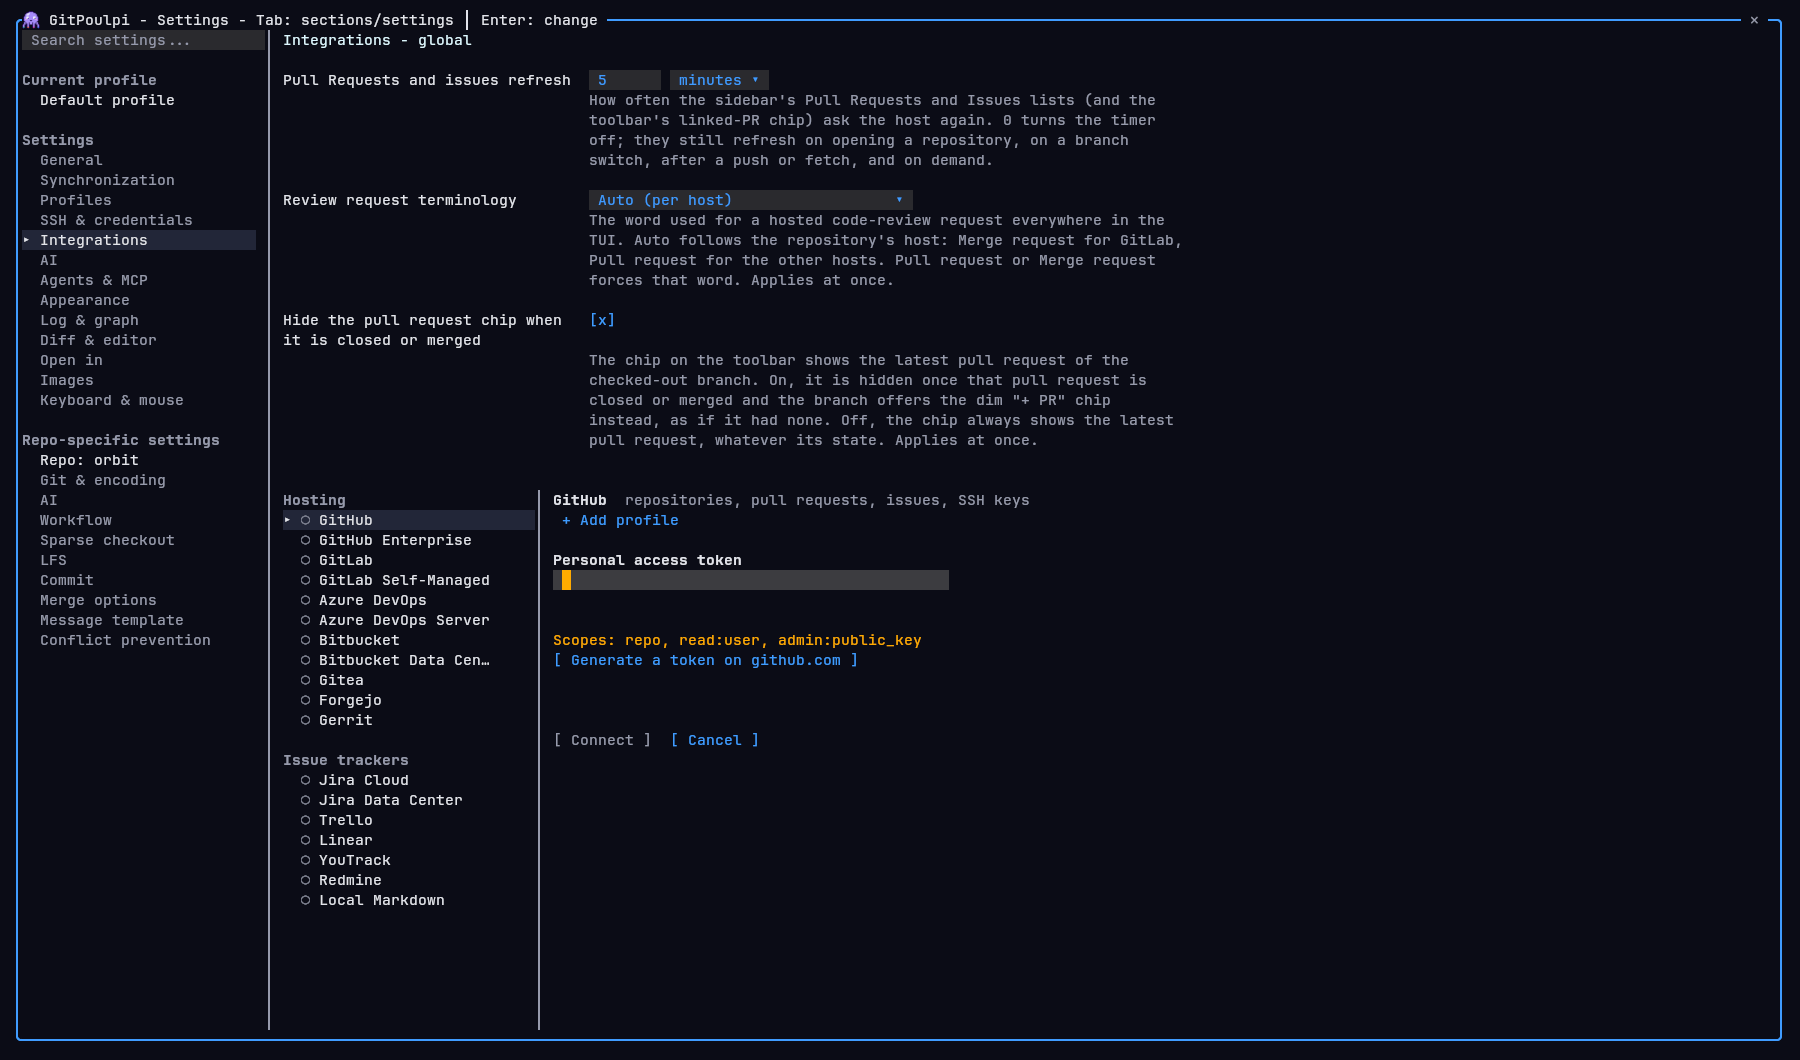 GitPoulpi - Settings - Tab: sections/settings │ Enter: change
×
Search settings...
Current profile
Default profile
Settings
General
Synchronization
Profiles
SSH & credentials
▸ Integrations
AI
Agents & MCP
Appearance
Log & graph
Diff & editor
Open in
Images
Keyboard & mouse
Repo-specific settings
Repo: orbit
Git & encoding
AI
Workflow
Sparse checkout
LFS
Commit
Merge options
Message template
Conflict prevention
Integrations - global
Pull Requests and issues refresh 5 minutes ▾
How often the sidebar's Pull Requests and Issues lists (and the
toolbar's linked-PR chip) ask the host again. 0 turns the timer
off; they still refresh on opening a repository, on a branch
switch, after a push or fetch, and on demand.
Review request terminology Auto (per host) ▾
The word used for a hosted code-review request everywhere in the
TUI. Auto follows the repository's host: Merge request for GitLab,
Pull request for the other hosts. Pull request or Merge request
forces that word. Applies at once.
Hide the pull request chip when [x]
it is closed or merged
The chip on the toolbar shows the latest pull request of the
checked-out branch. On, it is hidden once that pull request is
closed or merged and the branch offers the dim "+ PR" chip
instead, as if it had none. Off, the chip always shows the latest
pull request, whatever its state. Applies at once.
Hosting
▸ ○ GitHub
○ GitHub Enterprise
○ GitLab
○ GitLab Self-Managed
○ Azure DevOps
○ Azure DevOps Server
○ Bitbucket
○ Bitbucket Data Cen…
○ Gitea
○ Forgejo
○ Gerrit
Issue trackers
○ Jira Cloud
○ Jira Data Center
○ Trello
○ Linear
○ YouTrack
○ Redmine
○ Local Markdown
GitHub repositories, pull requests, issues, SSH keys
+ Add profile
Personal access token
Scopes: repo, read:user, admin:public_key
[ Generate a token on github.com ]
[ Connect ] [ Cancel ]